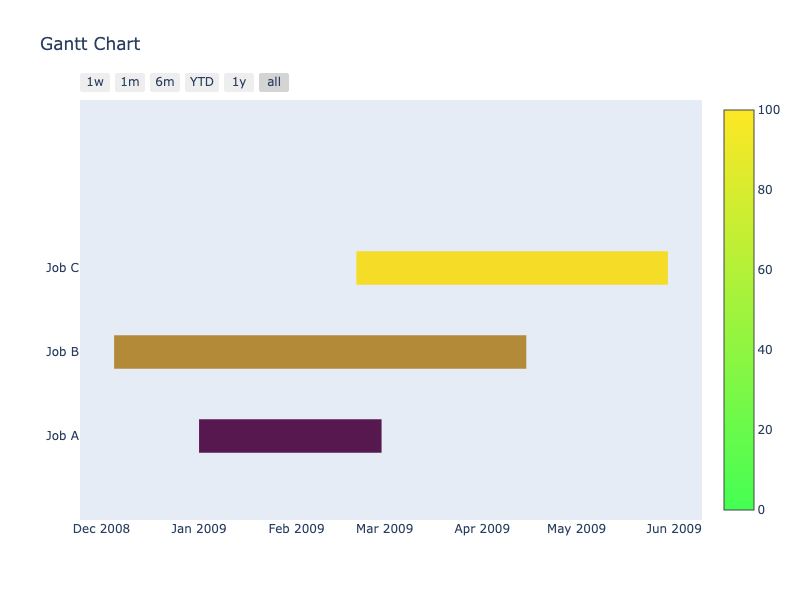 Gantt Chart
1w 1m 6m YTD 1y all
100
80
60
40
20
0
Job C
Job B
Job A
Dec 2008 Jan 2009 Feb 2009 Mar 2009 Apr 2009 May 2009 Jun 2009